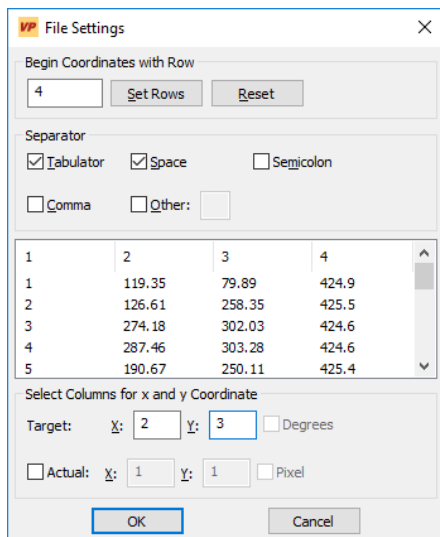 VP File Settings
Begin Coordinates with Row
4 Set Rows Reset
Separator
Tabulator Space Semicolon
Comma Other:
1 2 3 4
1 119.35 79.89 424.9
2 126.61 258.35 425.5
3 274.18 302.03 424.6
4 287.46 303.28 424.6
5 190.67 250.11 425.4
Select Columns for x and y Coordinate
Target: X: 2 Y: 3 Degrees
Actual: X: 1 Y: 1 Pixel
OK Cancel